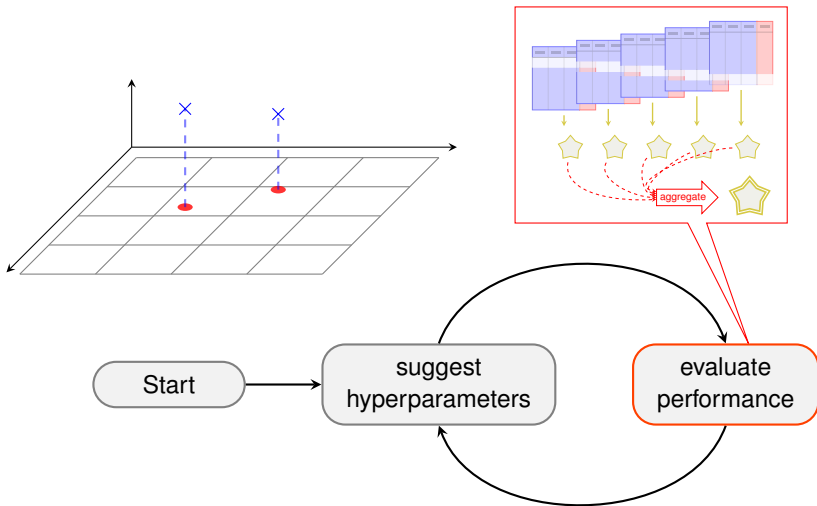 aggregate
Start
suggest
hyperparameters
evaluate
performance